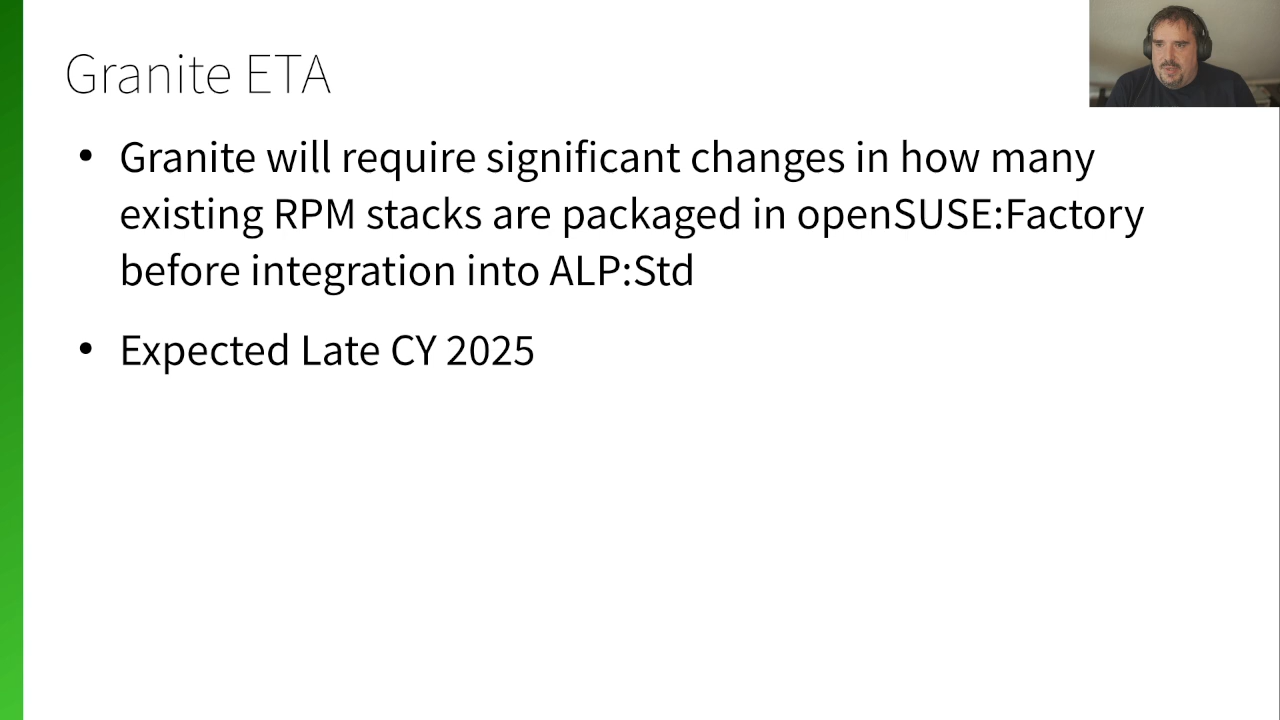 Granite ETA
Granite will require significant changes in how many
existing RPM stacks are packaged in openSUSE:Factory
before integration into ALP:Std
Expected Late CY 2025